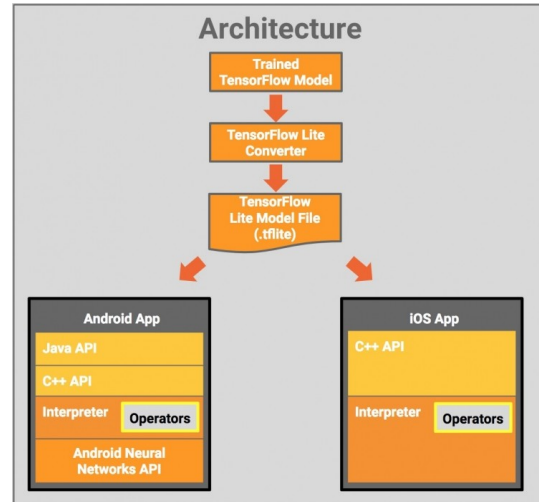 Architecture
Trained
TensorFlow Model
TensorFlow Lite
Converter
TensorFlow
Lite Model File
(.tflite)
Android App
Java API
C++ API
Interpreter
Operators
Android Neural
Networks API
iOS App
C++ API
Interpreter
Operators